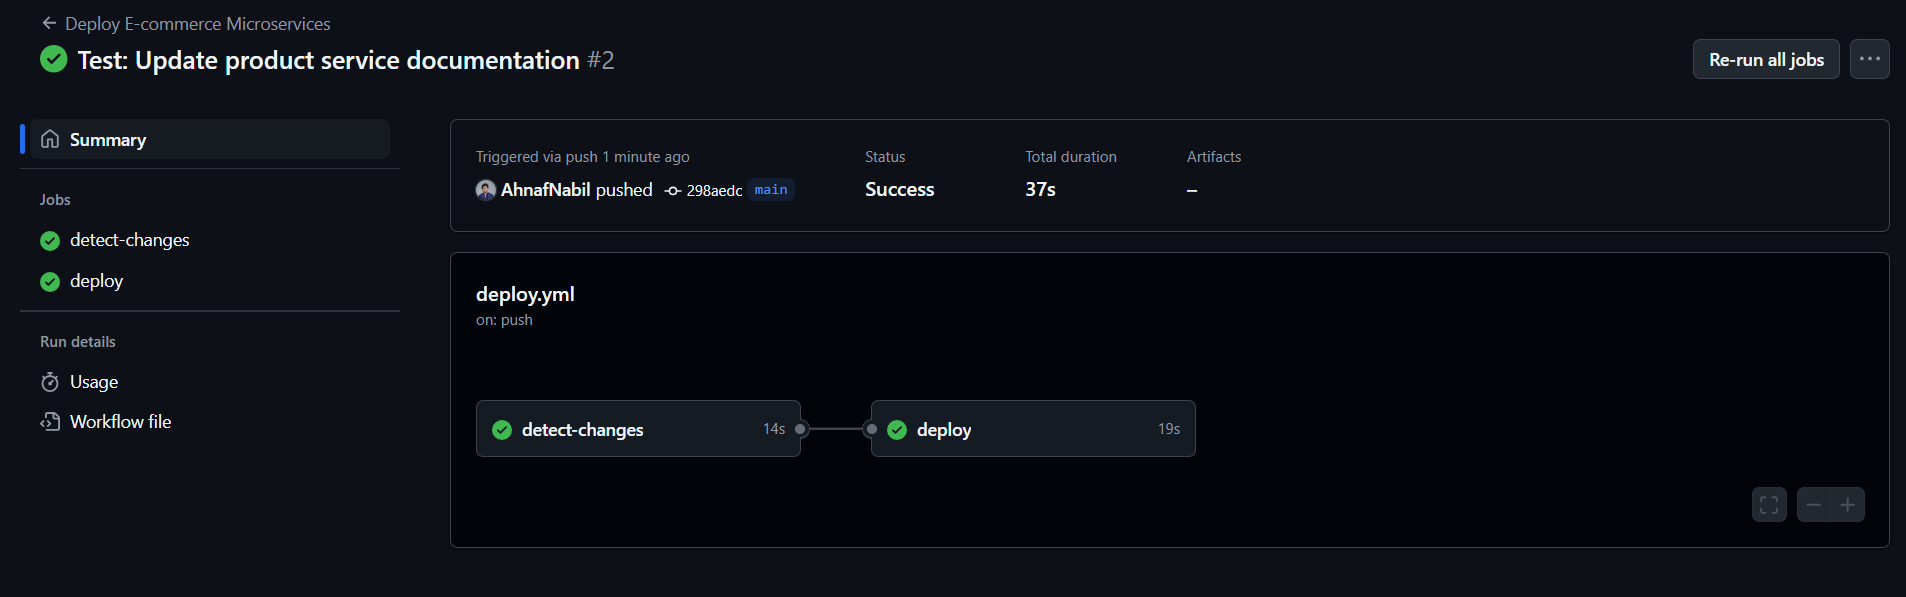 Deploy E-commerce Microservices
Test: Update product service documentation #2
Re-run all jobs
Summary
Jobs
detect-changes
deploy
Run details
Usage
Workflow file
Triggered via push 1 minute ago
AhnafNabil pushed 298aedc main
Status
Success
Total duration
37s
Artifacts
–
deploy.yml
on: push
detect-changes 14s
deploy 19s